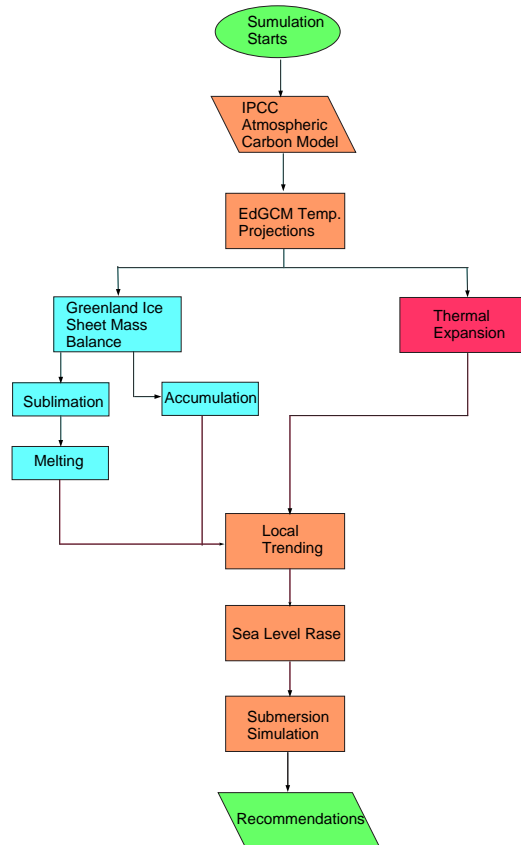 Sumulation
Starts
IPCC
Atmospheric
Carbon Model
EdGCM Temp.
Projections
Greenland Ice
Sheet Mass
Balance
Thermal
Expansion
Sublimation
Accumulation
Melting
Local
Trending
Sea Level Rase
Submersion
Simulation
Recommendations